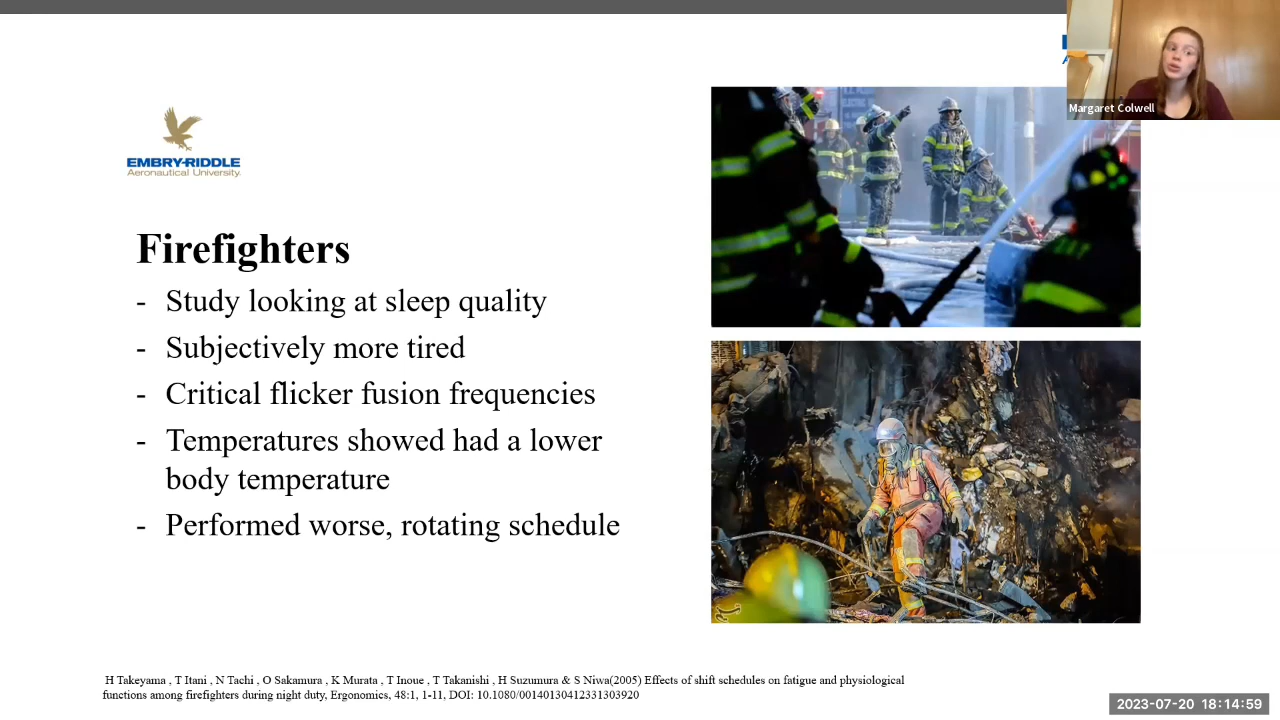 Margaret Colwell
EMBRY-RIDDLE
Aeronautical University.
Firefighters
- Study looking at sleep quality
- Subjectively more tired
- Critical flicker fusion frequencies
- Temperatures showed had a lower
body temperature
- Performed worse, rotating schedule
H Takeyama , T Itani , N Tachi , O Sakamura , K Murata , T Inoue , T Takanishi , H Suzumura & S Niwa(2005) Effects of shift schedules on fatigue and physiological
functions among firefighters during night duty, Ergonomics, 48:1, 1-11, DOI: 10.1080/00140130412331303920
2023-07-20 18:14:59